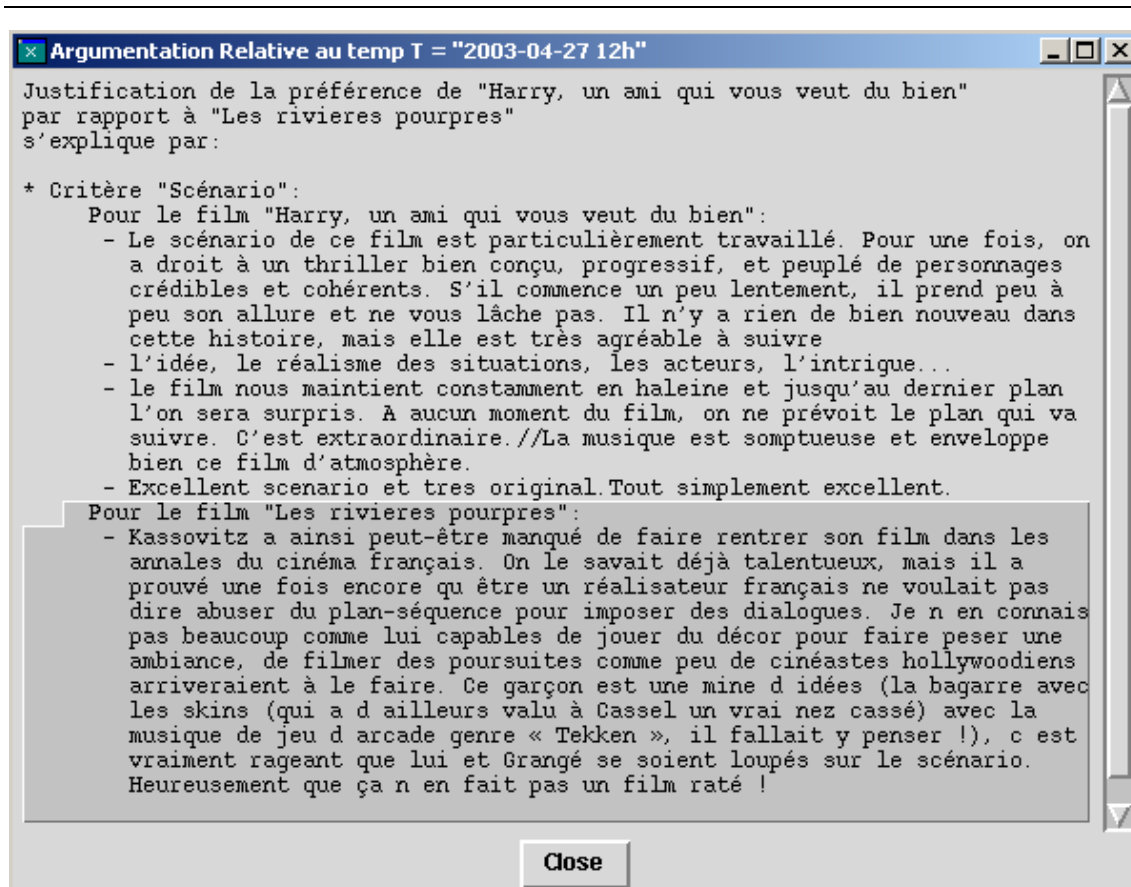 Argumentation Relative au temp T = "2003-04-27 12h"
Justification de la préférence de "Harry, un ami qui vous veut du bien"
par rapport à "Les rivieres pourpres"
s'explique par:
* Critère "Scénario":
Pour le film "Harry, un ami qui vous veut du bien":
- Le scénario de ce film est particulièrement travaillé. Pour une fois, on
a droit à un thriller bien conçu, progressif, et peuplé de personnages
crédibles et cohérents. S'il commence un peu lentement, il prend peu à
peu son allure et ne vous lâche pas. Il n'y a rien de bien nouveau dans
cette histoire, mais elle est très agréable à suivre
- l'idée, le réalisme des situations, les acteurs, l'intrigue...
- le film nous maintient constamment en haleine et jusqu'au dernier plan
l'on sera surpris. A aucun moment du film, on ne prévoit le plan qui va
suivre. C'est extraordinaire.//La musique est somptueuse et enveloppe
bien ce film d'atmosphère.
- Excellent scenario et tres original.Tout simplement excellent.
Pour le film "Les rivieres pourpres":
- Kassovitz a ainsi peut-être manqué de faire rentrer son film dans les
annales du cinéma français. On le savait déjà talentueux, mais il a
prouvé une fois encore qu être un réalisateur français ne voulait pas
dire abuser du plan-séquence pour imposer des dialogues. Je n en connais
pas beaucoup comme lui capables de jouer du décor pour faire peser une
ambiance, de filmer des poursuites comme peu de cinéastes hollywoodiens
arriveraient à le faire. Ce garçon est une mine d idées (la bagarre avec
les skins (qui a d ailleurs valu à Cassel un vrai nez cassé) avec la
musique de jeu d arcade genre « Tekken », il fallait y penser !), c est
vraiment rageant que lui et Grangé se soient loupés sur le scénario.
Heureusement que ça n en fait pas un film raté !
Close